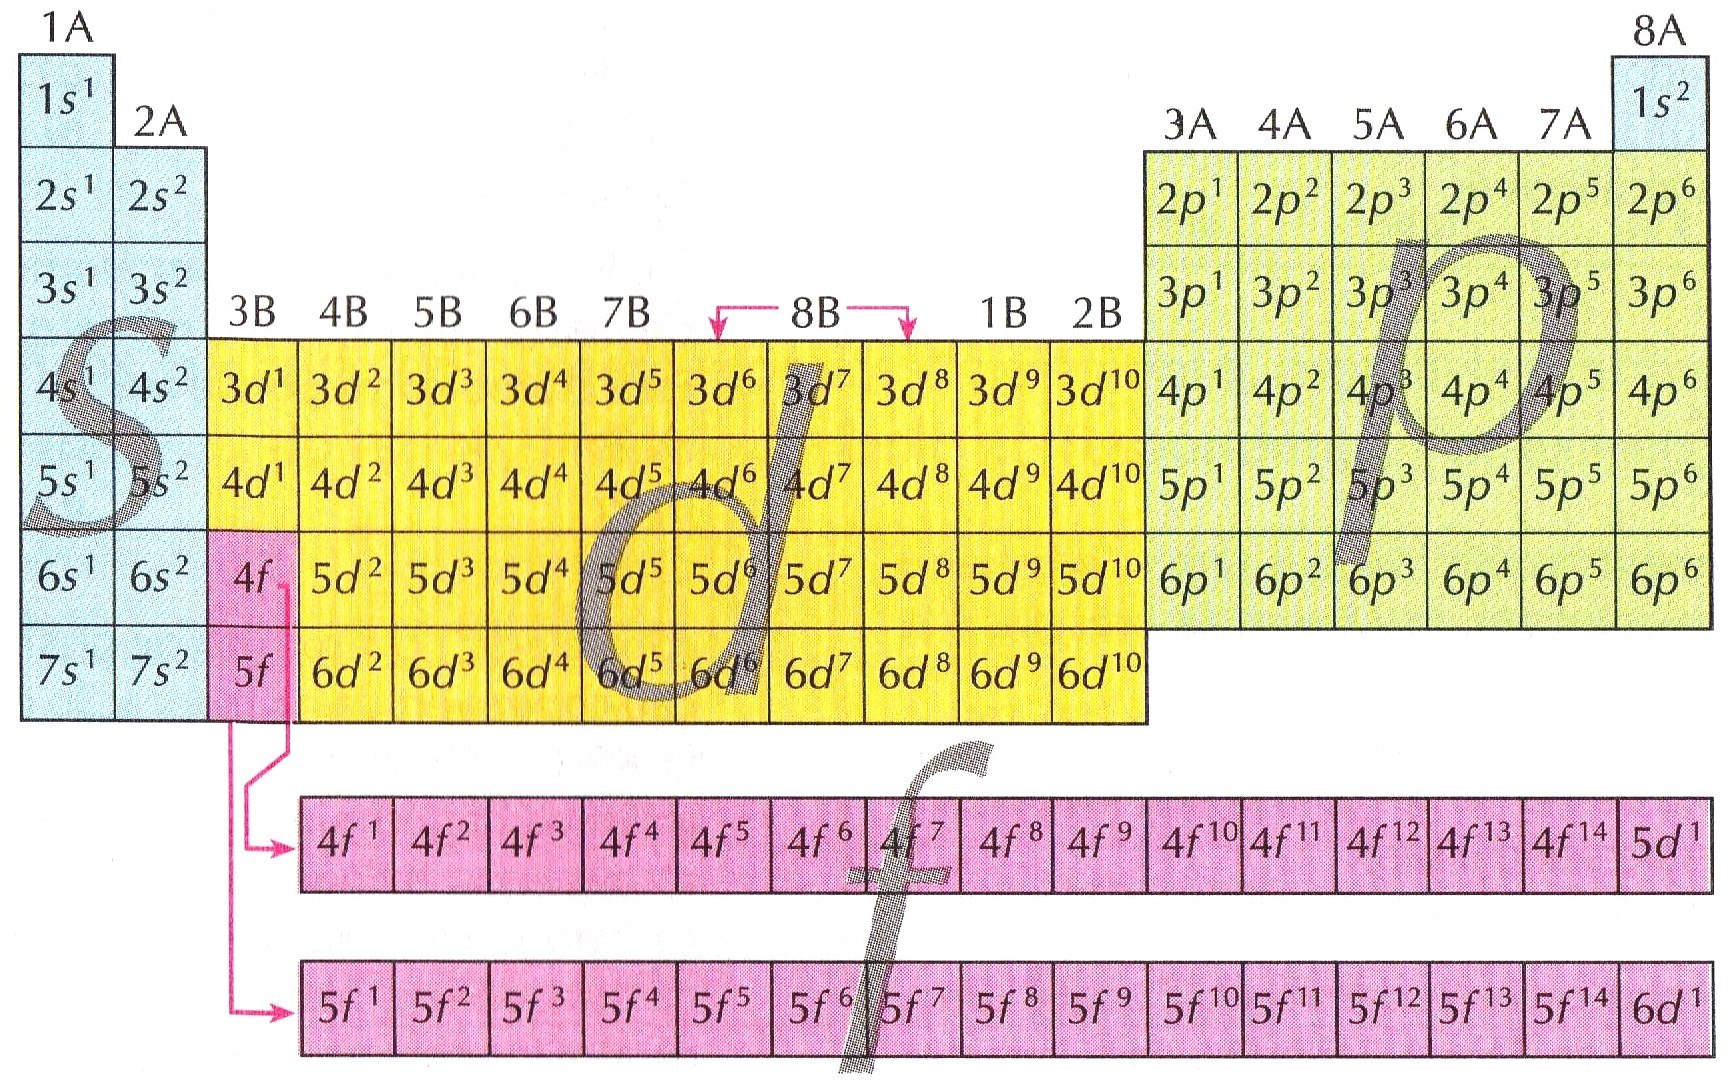 1A 8A
1s¹ 2A 3A 4A 5A 6A 7A 1s²
2s¹ 2s² 2p¹ 2p² 2p³ 2p⁴ 2p⁵ 2p⁶
3s¹ 3s² 3B 4B 5B 6B 7B 8B 1B 2B 3p¹ 3p² 3p³ 3p⁴ 3p⁵ 3p⁶
4s¹ 4s² 3d¹ 3d² 3d³ 3d⁴ 3d⁵ 3d⁶ 3d⁷ 3d⁸ 3d⁹ 3d¹⁰ 4p¹ 4p² 4p³ 4p⁴ 4p⁵ 4p⁶
5s¹ 5s² 4d¹ 4d² 4d³ 4d⁴ 4d⁵ 4d⁶ 4d⁷ 4d⁸ 4d⁹ 4d¹⁰ 5p¹ 5p² 5p³ 5p⁴ 5p⁵ 5p⁶
6s¹ 6s² 4f 5d² 5d³ 5d⁴ 5d⁵ 5d⁶ 5d⁷ 5d⁸ 5d⁹ 5d¹⁰ 6p¹ 6p² 6p³ 6p⁴ 6p⁵ 6p⁶
7s¹ 7s² 5f 6d² 6d³ 6d⁴ 6d⁵ 6d⁶ 6d⁷ 6d⁸ 6d⁹ 6d¹⁰
s d p
4f¹ 4f² 4f³ 4f⁴ 4f⁵ 4f⁶ 4f⁷ 4f⁸ 4f⁹ 4f¹⁰ 4f¹¹ 4f¹² 4f¹³ 4f¹⁴ 5d¹
f
5f¹ 5f² 5f³ 5f⁴ 5f⁵ 5f⁶ 5f⁷ 5f⁸ 5f⁹ 5f¹⁰ 5f¹¹ 5f¹² 5f¹³ 5f¹⁴ 6d¹